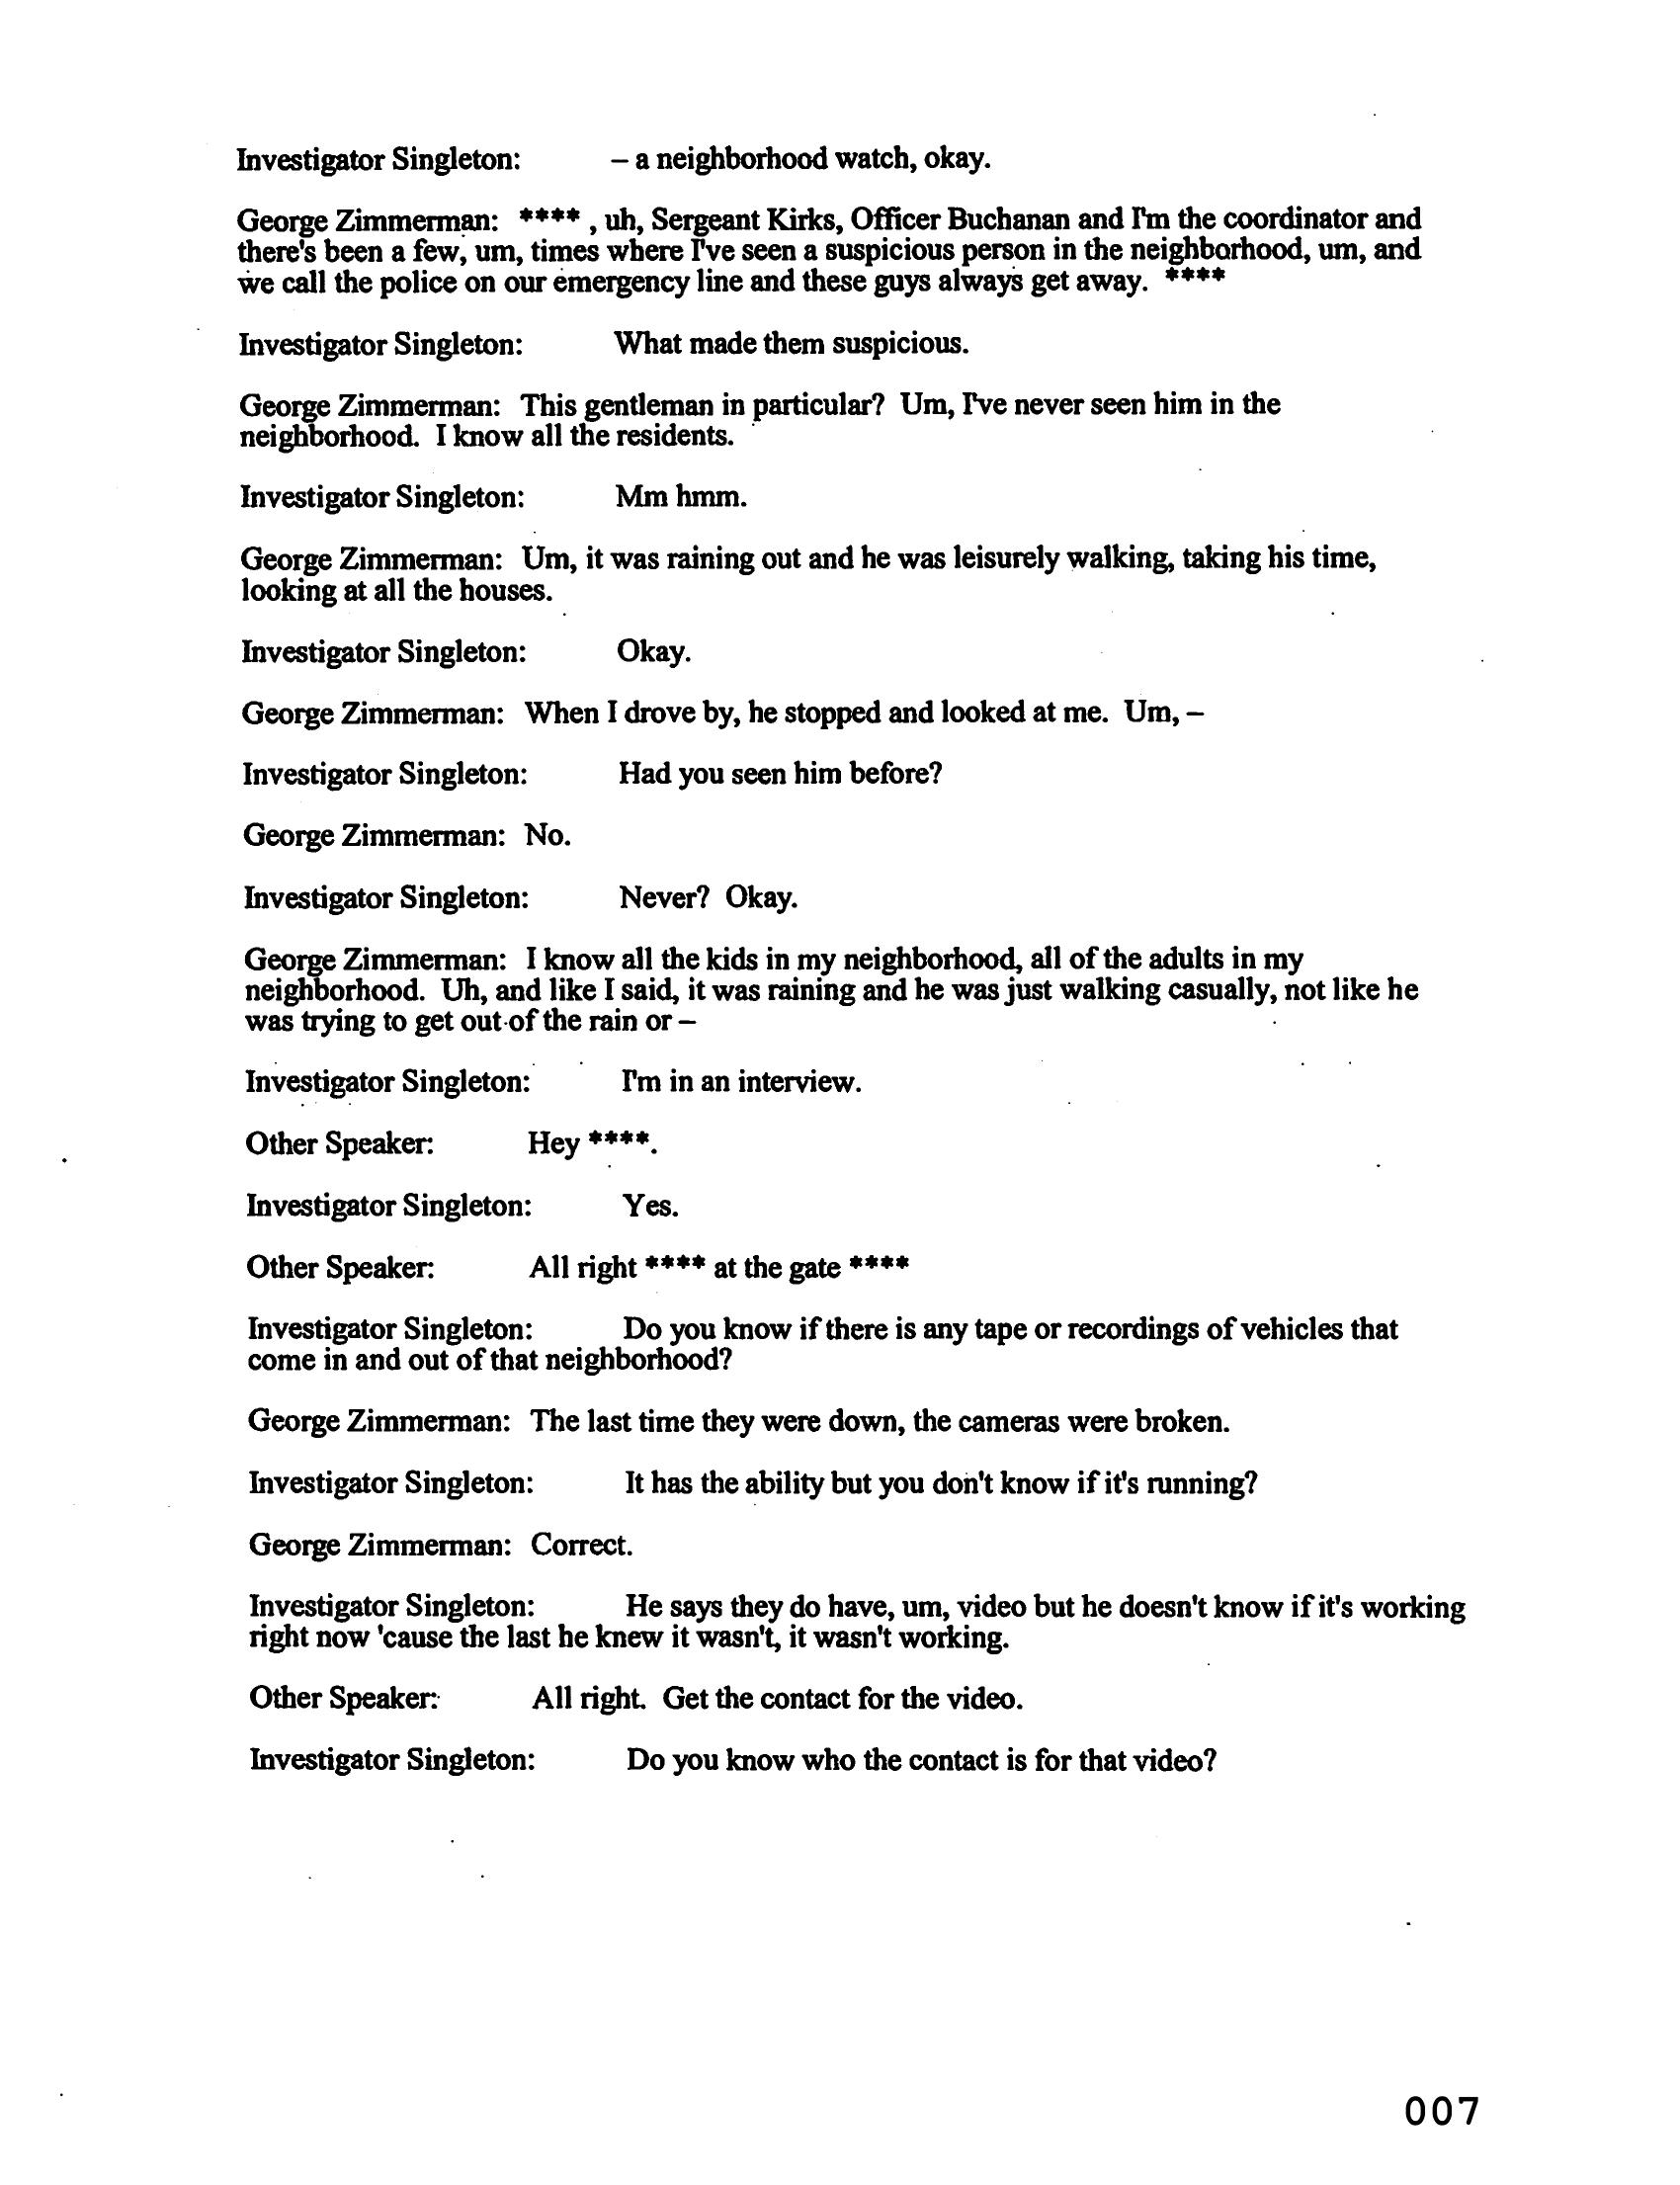 Investigator Singleton: – a neighborhood watch, okay.
George Zimmerman: **** , uh, Sergeant Kirks, Officer Buchanan and I'm the coordinator and
there's been a few, um, times where I've seen a suspicious person in the neighborhood, um, and
we call the police on our emergency line and these guys always get away. ****
Investigator Singleton: What made them suspicious.
George Zimmerman: This gentleman in particular? Um, I've never seen him in the
neighborhood. I know all the residents.
Investigator Singleton: Mm hmm.
George Zimmerman: Um, it was raining out and he was leisurely walking, taking his time,
looking at all the houses.
Investigator Singleton: Okay.
George Zimmerman: When I drove by, he stopped and looked at me. Um, –
Investigator Singleton: Had you seen him before?
George Zimmerman: No.
Investigator Singleton: Never? Okay.
George Zimmerman: I know all the kids in my neighborhood, all of the adults in my
neighborhood. Uh, and like I said, it was raining and he was just walking casually, not like he
was trying to get out of the rain or –
Investigator Singleton: I'm in an interview.
Other Speaker: Hey ****.
Investigator Singleton: Yes.
Other Speaker: All right **** at the gate ****
Investigator Singleton: Do you know if there is any tape or recordings of vehicles that
come in and out of that neighborhood?
George Zimmerman: The last time they were down, the cameras were broken.
Investigator Singleton: It has the ability but you don't know if it's running?
George Zimmerman: Correct.
Investigator Singleton: He says they do have, um, video but he doesn't know if it's working
right now 'cause the last he knew it wasn't, it wasn't working.
Other Speaker: All right. Get the contact for the video.
Investigator Singleton: Do you know who the contact is for that video?
007